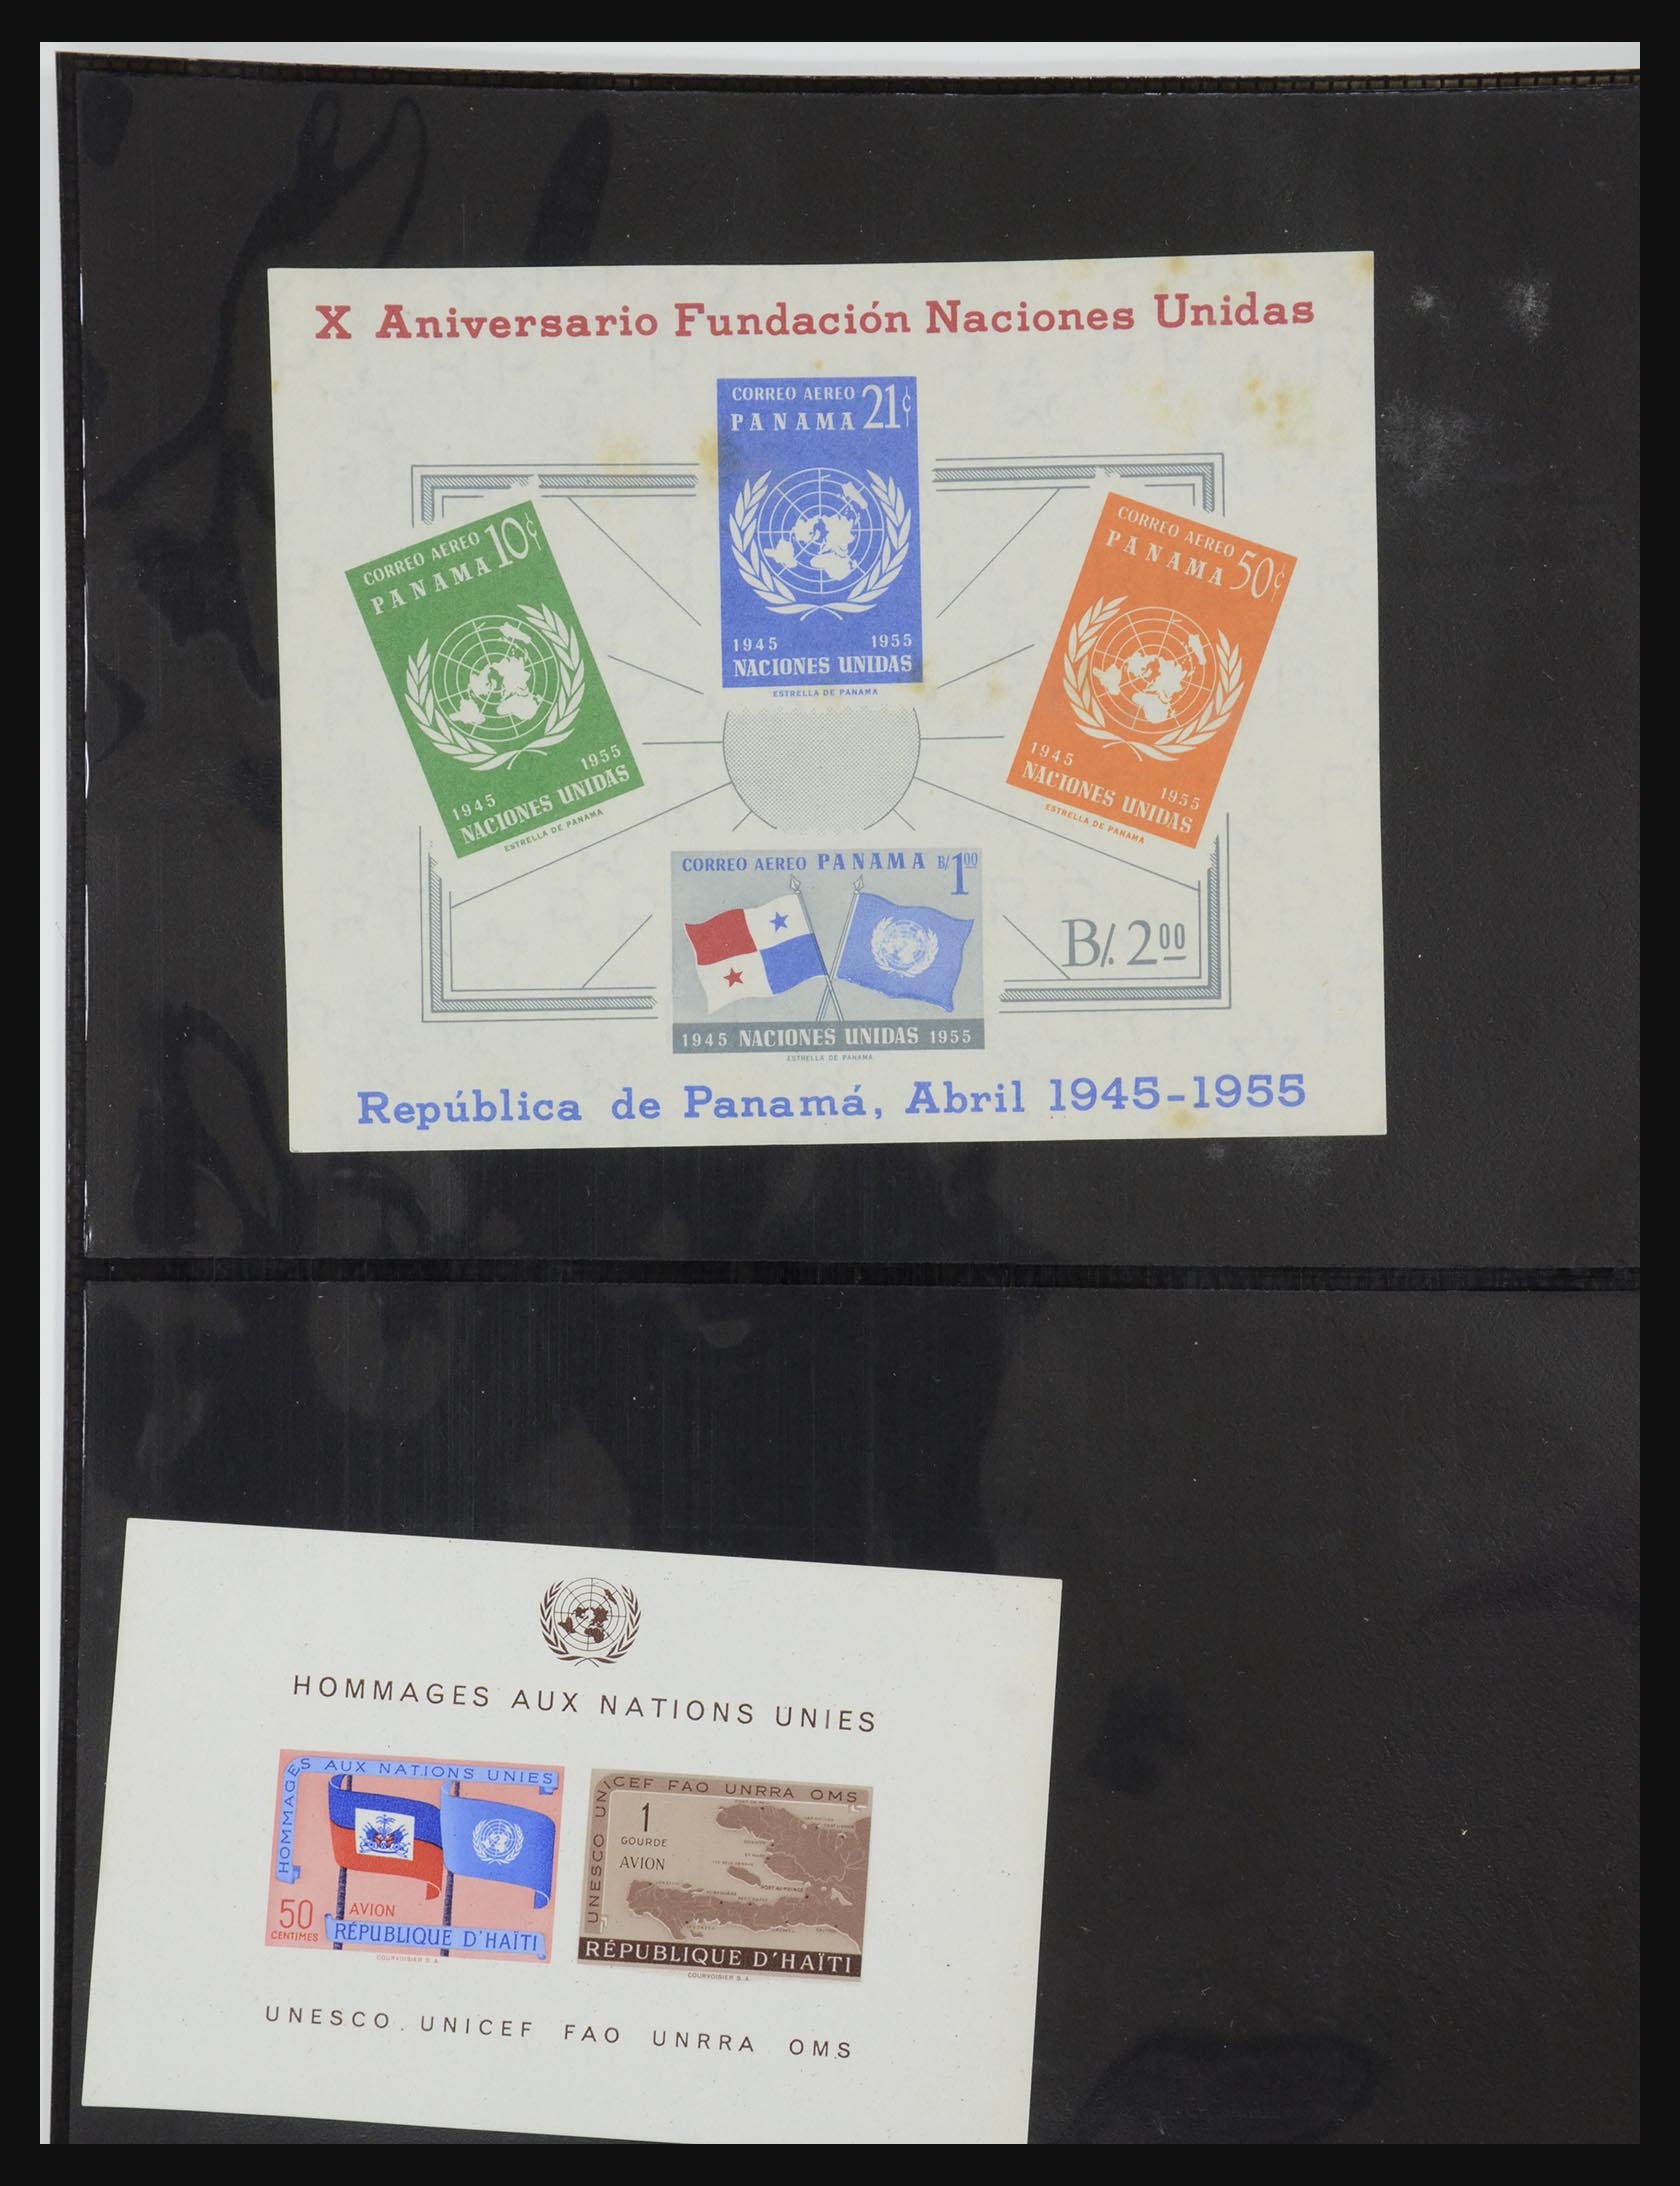 X Aniversario Fundación Naciones Unidas
CORREO AEREO
PANAMA 21¢
1945 1955
NACIONES UNIDAS
ESTRELLA DE PANAMA
CORREO AEREO
PANAMA 10¢
1945 1955
NACIONES UNIDAS
ESTRELLA DE PANAMA
CORREO AEREO
PANAMA 50¢
1945 1955
NACIONES UNIDAS
ESTRELLA DE PANAMA
CORREO AEREO PANAMA B/. 1 00
1945 NACIONES UNIDAS 1955
ESTRELLA DE PANAMA
B/. 2 00
República de Panamá, Abril 1945-1955
HOMMAGES AUX NATIONS UNIES
HOMMAGES AUX NATIONS UNIES
50
CENTIMES
AVION
RÉPUBLIQUE D'HAÏTI
COURVOISIER S.A.
UNESCO UNICEF FAO UNRRA OMS
1
GOURDE
AVION
PORT-AU-PRINCE
RÉPUBLIQUE D'HAÏTI
COURVOISIER S.A.
UNESCO. UNICEF FAO UNRRA OMS